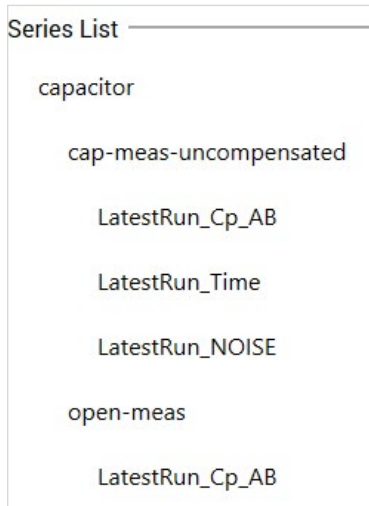 Series List
capacitor
cap-meas-uncompensated
LatestRun_Cp_AB
LatestRun_Time
LatestRun_NOISE
open-meas
LatestRun_Cp_AB